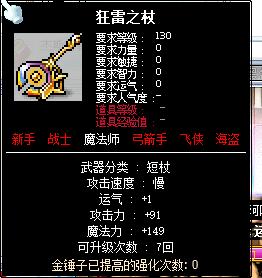 狂雷之杖
要求等级: 130
要求力量: 0
要求敏捷: 0
要求智力: 0
要求运气: 0
要求人气度: -
道具等级: -
道具经验值: -
新手 战士 魔法师 弓箭手 飞侠 海盗
武器分类: 短杖
攻击速度: 慢
运气: +1
攻击力: +91
魔法力: +149
可升级次数: 7回
金锤子已提高的强化次数: 0